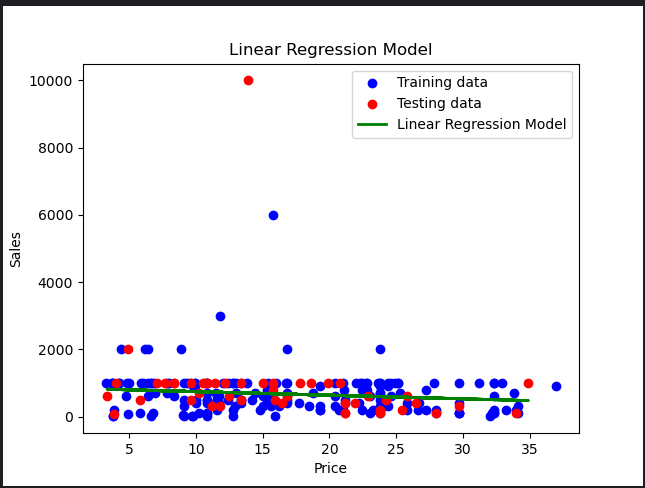 Linear Regression Model
Training data
Testing data
Linear Regression Model
10000
8000
6000
4000
2000
0
Sales
5 10 15 20 25 30 35
Price